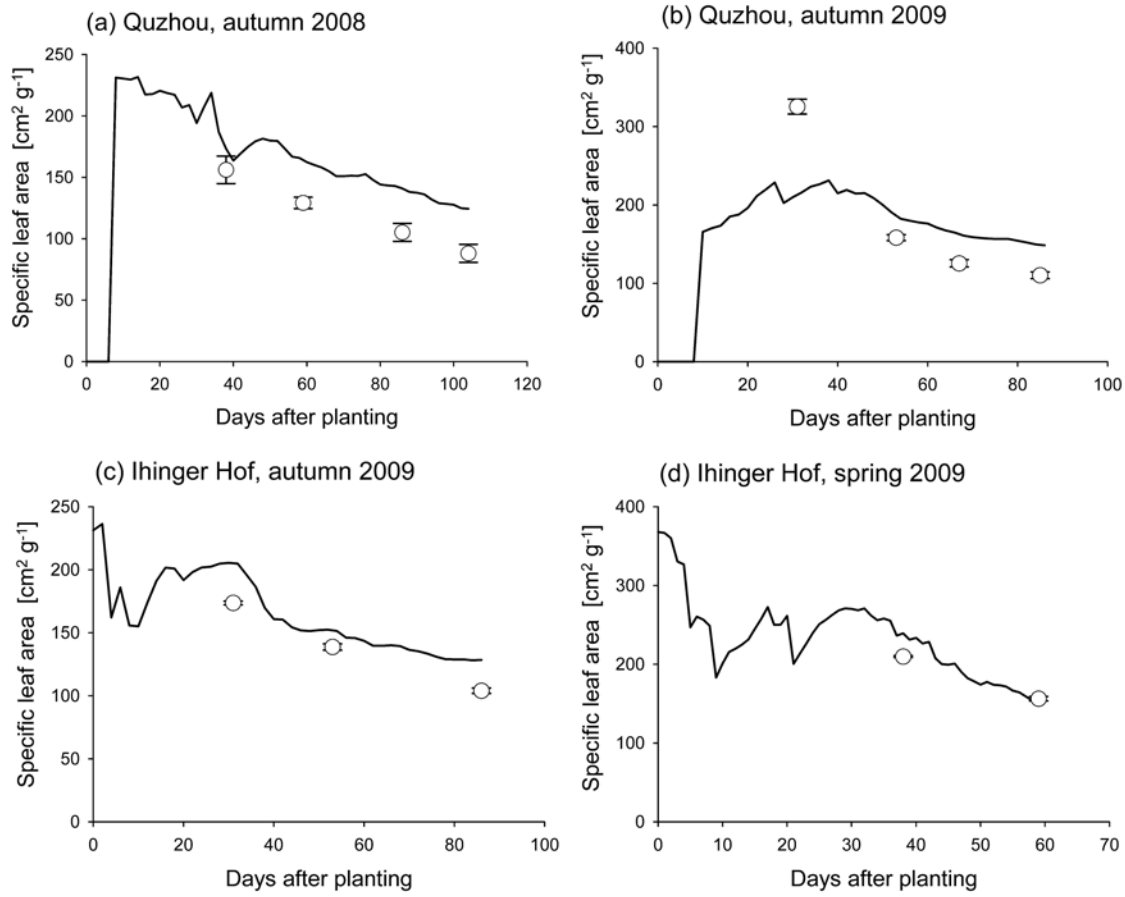 (a) Quzhou, autumn 2008
250
200
150
100
50
0
0 20 40 60 80 100 120
Specific leaf area [cm² g⁻¹]
Days after planting
(b) Quzhou, autumn 2009
400
300
200
100
0
0 20 40 60 80 100
Specific leaf area [cm² g⁻¹]
Days after planting
(c) Ihinger Hof, autumn 2009
250
200
150
100
50
0
0 20 40 60 80 100
Specific leaf area [cm² g⁻¹]
Days after planting
(d) Ihinger Hof, spring 2009
400
300
200
100
0
0 10 20 30 40 50 60 70
Specific leaf area [cm² g⁻¹]
Days after planting